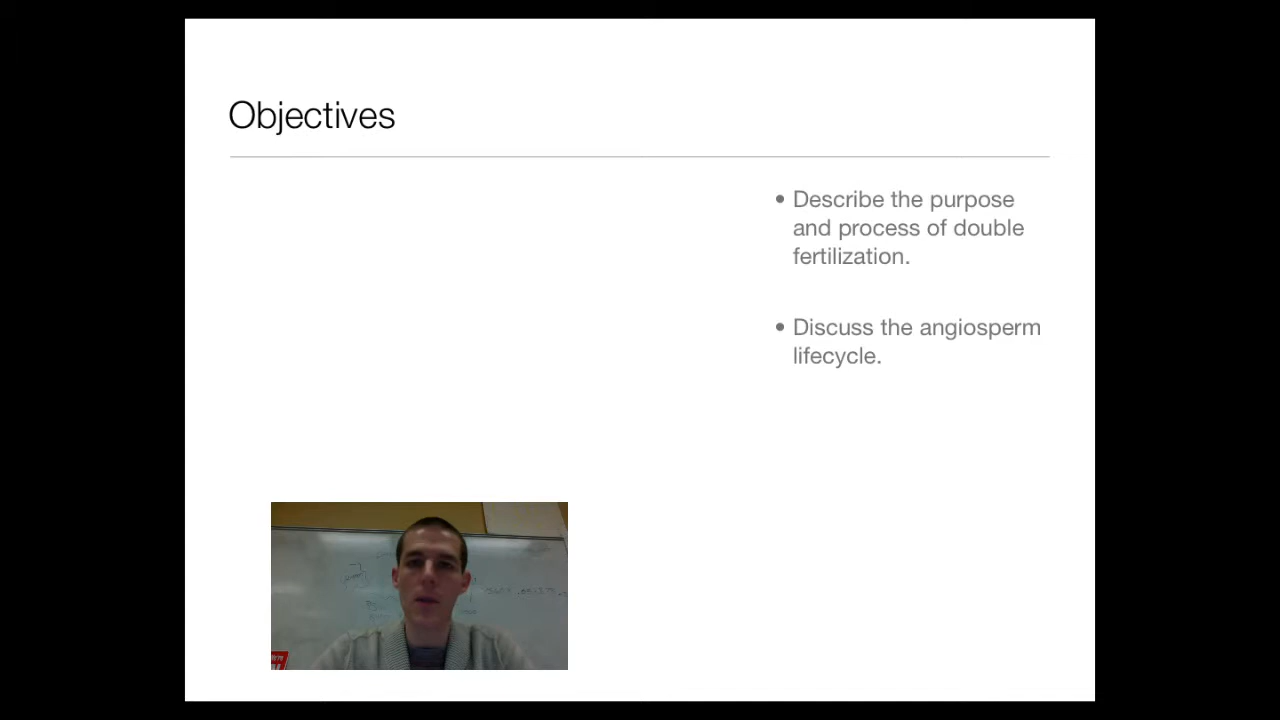 Objectives
• Describe the purpose
and process of double
fertilization.
• Discuss the angiosperm
lifecycle.